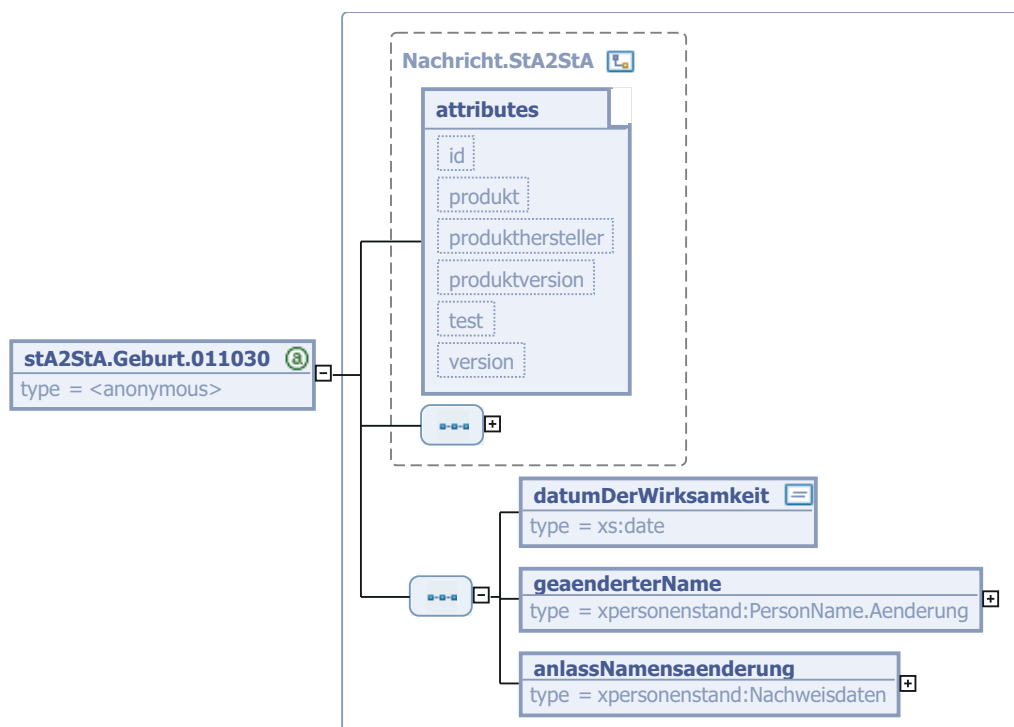 Nachricht.StA2StA
attributes
id
produkt
produkthersteller
produktversion
test
version
stA2StA.Geburt.011030
type = <anonymous>
datumDerWirksamkeit
type = xs:date
geaenderterName
type = xpersonenstand:PersonName.Aenderung
anlassNamensaenderung
type = xpersonenstand:Nachweisdaten